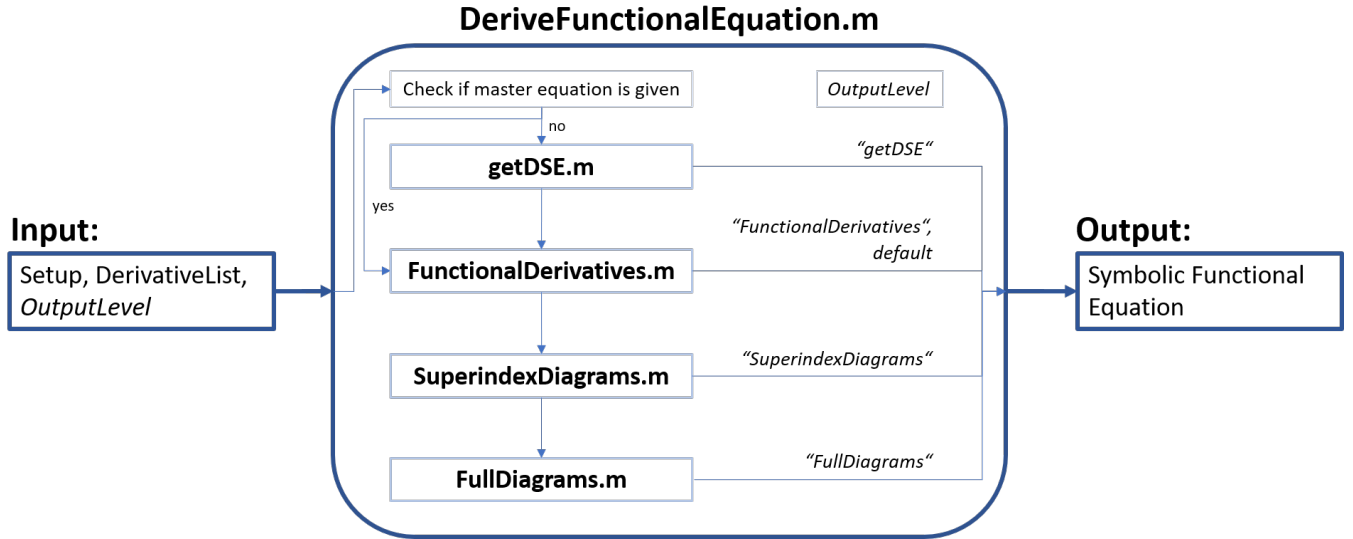 DeriveFunctionalEquation.m
Check if master equation is given
OutputLevel
no
getDSE.m
“getDSE“
yes
Input:
Setup, DerivativeList,
OutputLevel
FunctionalDerivatives.m
“FunctionalDerivatives“,
default
SuperindexDiagrams.m
“SuperindexDiagrams“
FullDiagrams.m
“FullDiagrams“
Output:
Symbolic Functional
Equation